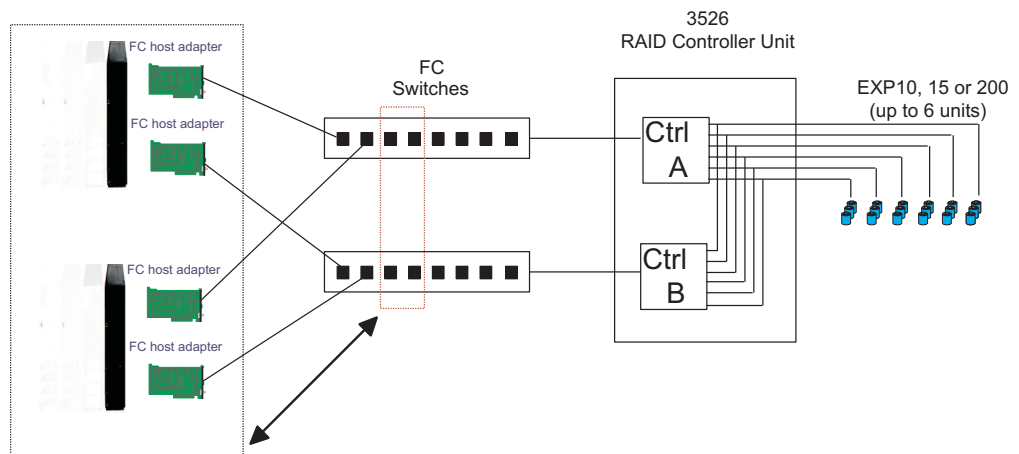 3526
RAID Controller Unit
FC host adapter
FC
Switches
EXP10, 15 or 200
(up to 6 units)
FC host adapter
Ctrl
A
FC host adapter
Ctrl
B
FC host adapter